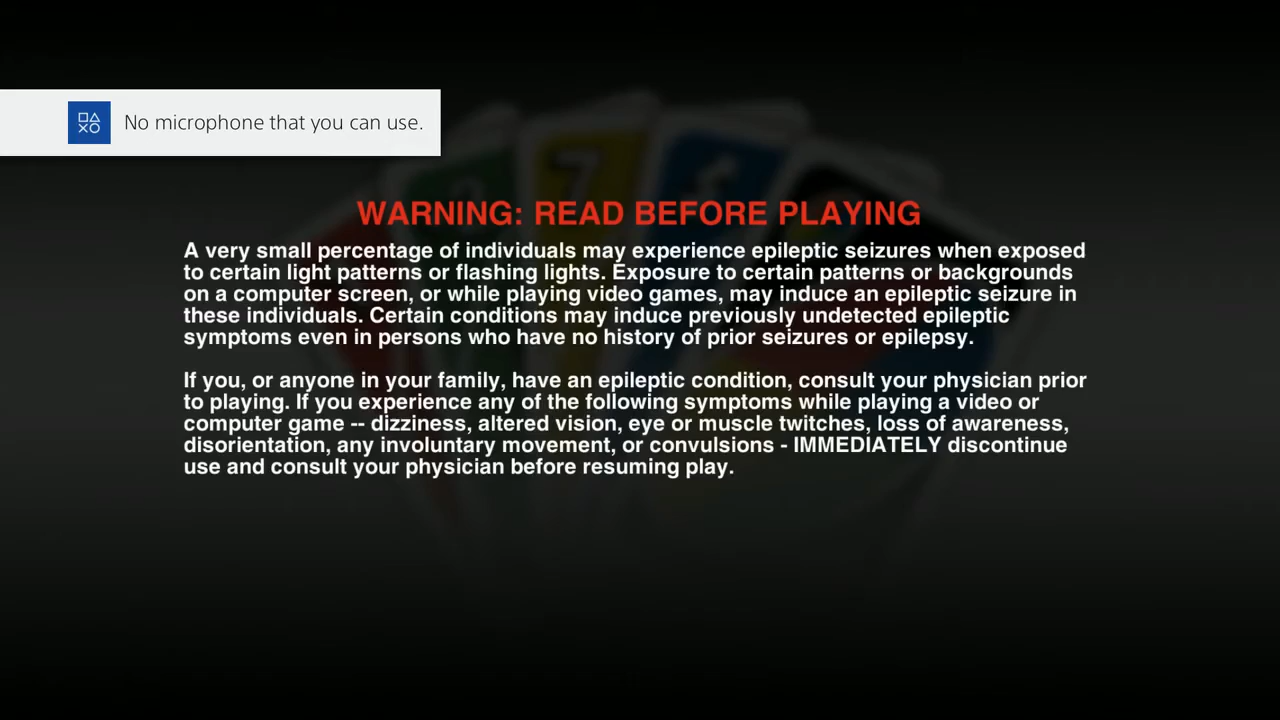 No microphone that you can use.
7
WARNING: READ BEFORE PLAYING
A very small percentage of individuals may experience epileptic seizures when exposed
to certain light patterns or flashing lights. Exposure to certain patterns or backgrounds
on a computer screen, or while playing video games, may induce an epileptic seizure in
these individuals. Certain conditions may induce previously undetected epileptic
symptoms even in persons who have no history of prior seizures or epilepsy.
If you, or anyone in your family, have an epileptic condition, consult your physician prior
to playing. If you experience any of the following symptoms while playing a video or
computer game -- dizziness, altered vision, eye or muscle twitches, loss of awareness,
disorientation, any involuntary movement, or convulsions - IMMEDIATELY discontinue
use and consult your physician before resuming play.